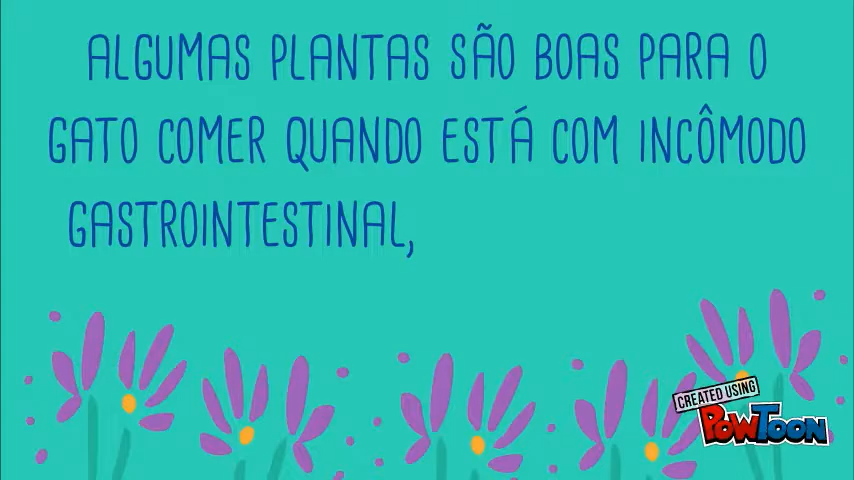 ALGUMAS PLANTAS SÃO BOAS PARA O
GATO COMER QUANDO ESTÁ COM INCÔMODO
GASTROINTESTINAL,
CREATED USING
POWTOON